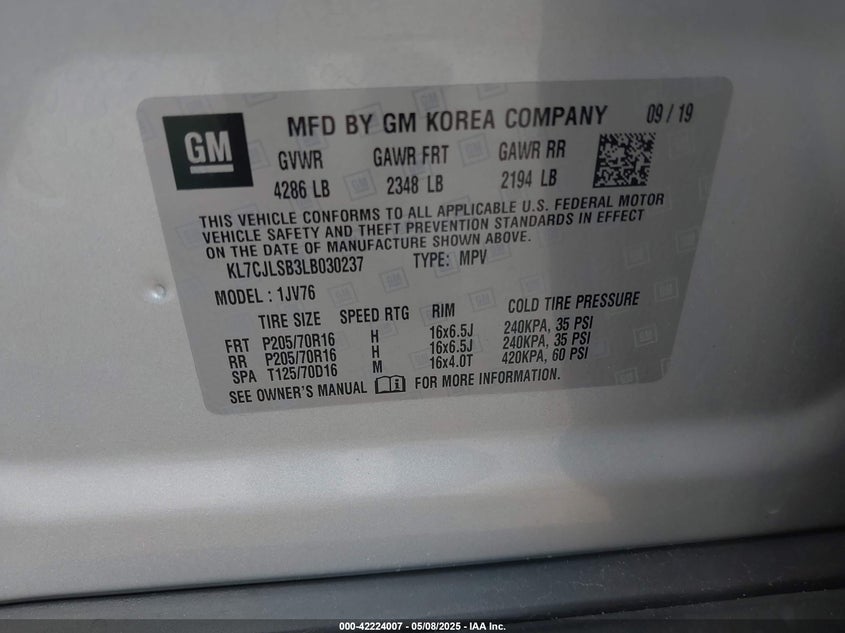 GM
MFD BY GM KOREA COMPANY 09 / 19
GVWR GAWR FRT GAWR RR
4286 LB 2348 LB 2194 LB
THIS VEHICLE CONFORMS TO ALL APPLICABLE U.S. FEDERAL MOTOR
VEHICLE SAFETY AND THEFT PREVENTION STANDARDS IN EFFECT
ON THE DATE OF MANUFACTURE SHOWN ABOVE.
KL7CJLSB3LB030237 TYPE: MPV
MODEL : 1JV76
TIRE SIZE SPEED RTG RIM COLD TIRE PRESSURE
FRT P205/70R16 H 16x6.5J 240KPA, 35 PSI
RR P205/70R16 H 16x6.5J 240KPA, 35 PSI
SPA T125/70D16 M 16x4.0T 420KPA, 60 PSI
SEE OWNER'S MANUAL FOR MORE INFORMATION.
000-42224007 — 05/08/2025 — IAA Inc.